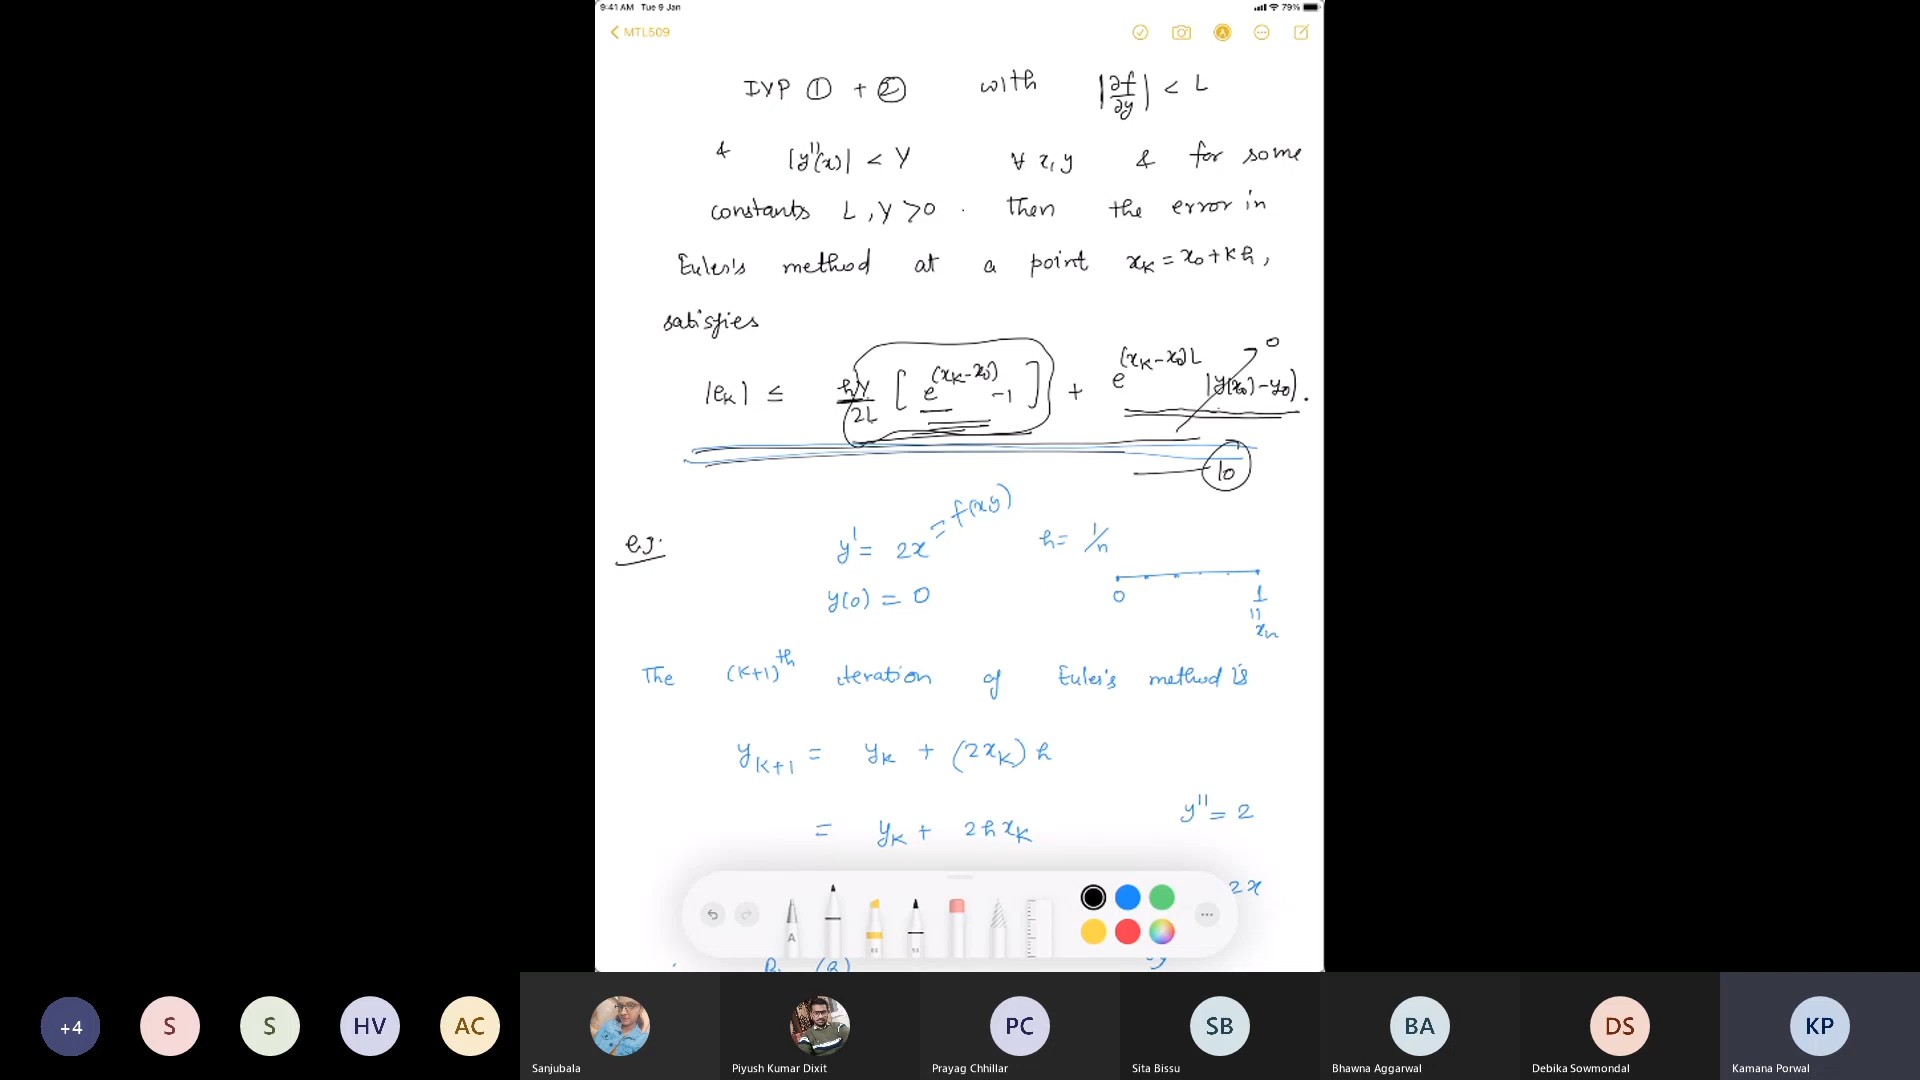 9:41 AM Tue 9 Jan
79%
MTL509
IVP ① + ② with |∂f/∂y| < L
& |y''(x)| < Y ∀ x, y & for some
constants L, Y > 0. Then the error in
Euler's method at a point x_K = x_0 + Kh,
satisfies
|e_K| ≤ hY/2L [e^(x_K - x_0) - 1] + e^(x_K - x_0)L |y(x_0) - y_0|.
0
10
e.g. y' = 2x = f(x,y) h = 1/n
y(0) = 0
0 1
=
x_n
The (K+1)^th iteration of Euler's method is
y_K+1 = y_K + (2x_K) h
= y_K + 2h x_K
y'' = 2
2x
A
+4
S
S
HV
AC
PC
SB
BA
DS
KP
Sanjubala
Piyush Kumar Dixit
Prayag Chhillar
Sita Bissu
Bhawna Aggarwal
Debika Sowmondal
Kamana Porwal